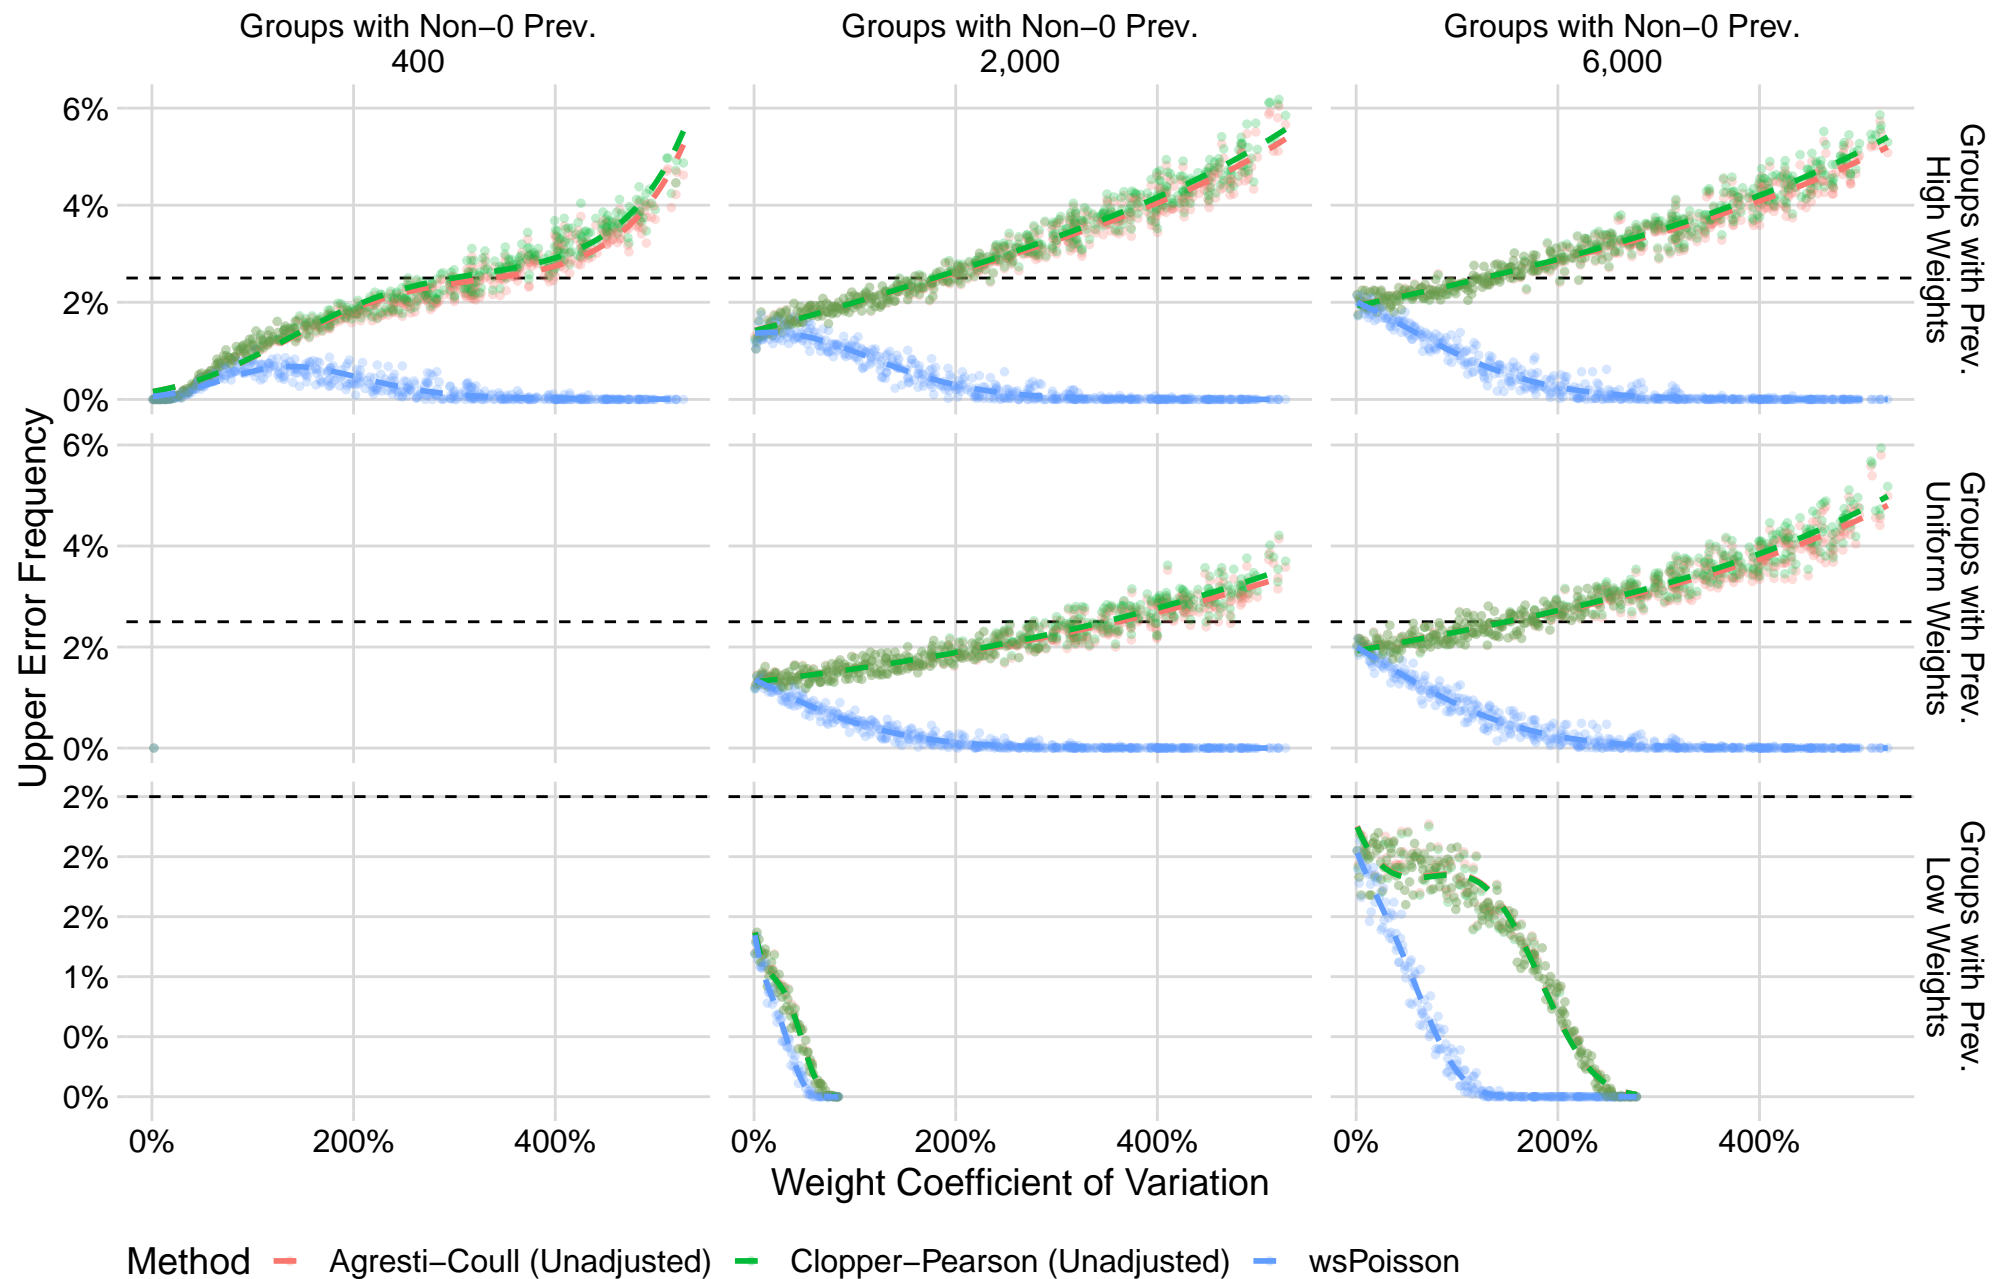 Groups with Non−0 Prev.
400
Groups with Non−0 Prev.
2,000
Groups with Non−0 Prev.
6,000
Upper Error Frequency
6%
4%
2%
0%
Groups with Prev.
High Weights
6%
4%
2%
0%
Groups with Prev.
Uniform Weights
2%
2%
2%
1%
0%
0%
Groups with Prev.
Low Weights
0%
200%
400%
0%
200%
400%
0%
200%
400%
Weight Coefficient of Variation
Method
Agresti−Coull (Unadjusted)
Clopper−Pearson (Unadjusted)
wsPoisson